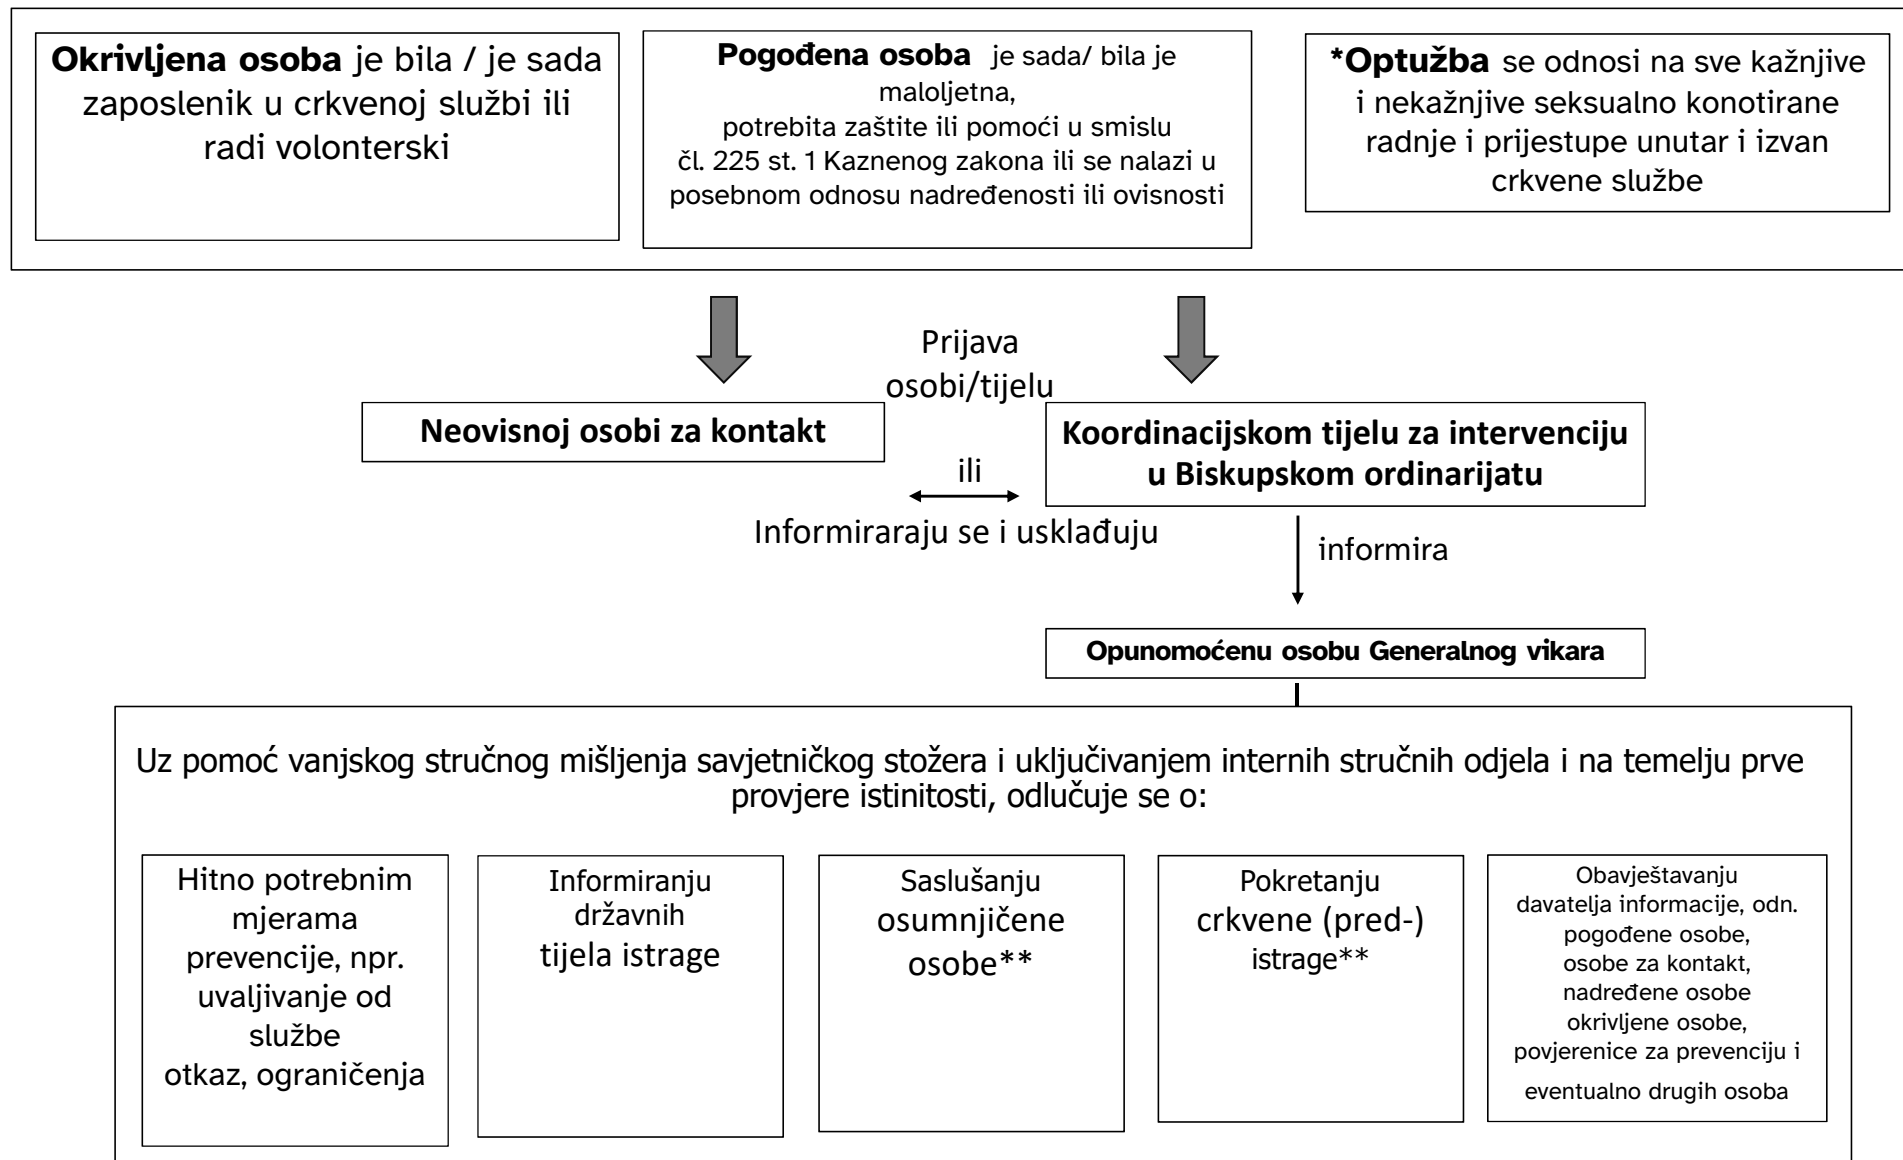 Okrivljena osoba je bila / je sada
zaposlenik u crkvenoj službi ili
radi volonterski
Pogođena osoba je sada/ bila je
maloljetna,
potrebita zaštite ili pomoći u smislu
čl. 225 st. 1 Kaznenog zakona ili se nalazi u
posebnom odnosu nadređenosti ili ovisnosti
*Optužba se odnosi na sve kažnjive
i nekažnjive seksualno konotirane
radnje i prijestupe unutar i izvan
crkvene službe
Prijava
osobi/tijelu
Neovisnoj osobi za kontakt
Koordinacijskom tijelu za intervenciju
u Biskupskom ordinarijatu
ili
Informiraraju se i usklađuju
informira
Opunomoćenu osobu Generalnog vikara
Uz pomoć vanjskog stručnog mišljenja savjetničkog stožera i uključivanjem internih stručnih odjela i na temelju prve
provjere istinitosti, odlučuje se o:
Hitno potrebnim
mjerama
prevencije, npr.
uvaljivanje od
službe
otkaz, ograničenja
Informiranju
državnih
tijela istrage
Saslušanju
osumnjičene
osobe**
Pokretanju
crkvene (pred-)
istrage**
Obavještavanju
davatelja informacije, odn.
pogođene osobe,
osobe za kontakt,
nadređene osobe
okrivljene osobe,
povjerenice za prevenciju i
eventualno drugih osoba